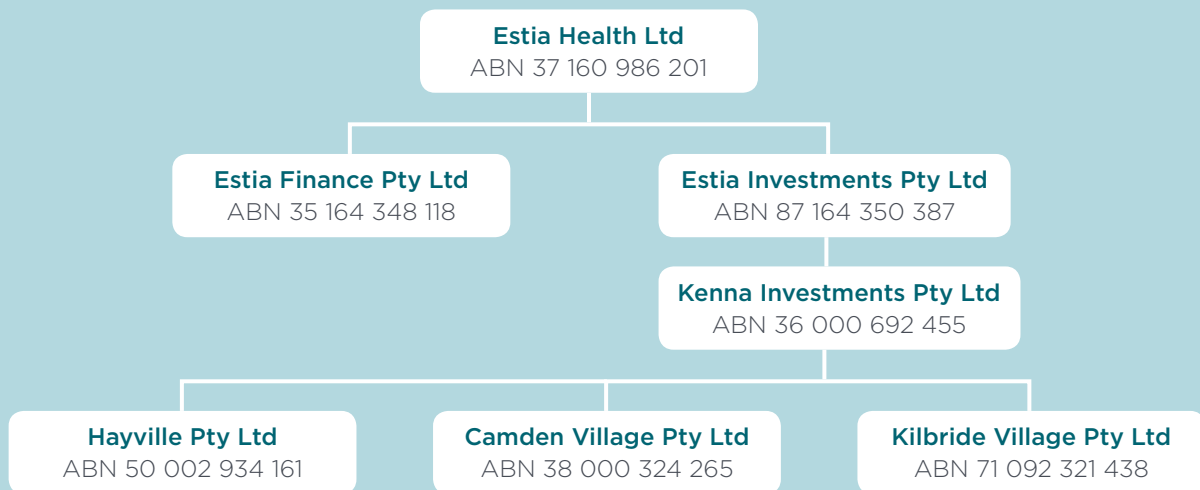 Estia Health Ltd
ABN 37 160 986 201
Estia Finance Pty Ltd
ABN 35 164 348 118
Estia Investments Pty Ltd
ABN 87 164 350 387
Kenna Investments Pty Ltd
ABN 36 000 692 455
Hayville Pty Ltd
ABN 50 002 934 161
Camden Village Pty Ltd
ABN 38 000 324 265
Kilbride Village Pty Ltd
ABN 71 092 321 438